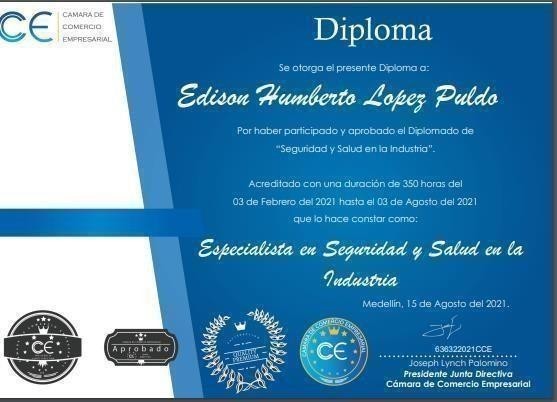 CE
CAMARA DE
COMERCIO
EMPRESARIAL
Diploma
Se otorga el presente Diploma a:
Edison Humberto Lopez Puldo
Por haber participado y aprobado el Diplomado de
“Seguridad y Salud en la Industria”.
Acreditado con una duración de 350 horas del
03 de Febrero del 2021 hasta el 03 de Agosto del 2021
que lo hace constar como:
Especialista en Seguridad y Salud en la
Industria
Medellín, 15 de Agosto del 2021.
CE
Aprobado
QUALITY
PREMIUM
CÁMARA DE COMERCIO EMPRESARIAL
CE
636322021CCE
Joseph Lynch Palomino
Presidente Junta Directiva
Cámara de Comercio Empresarial